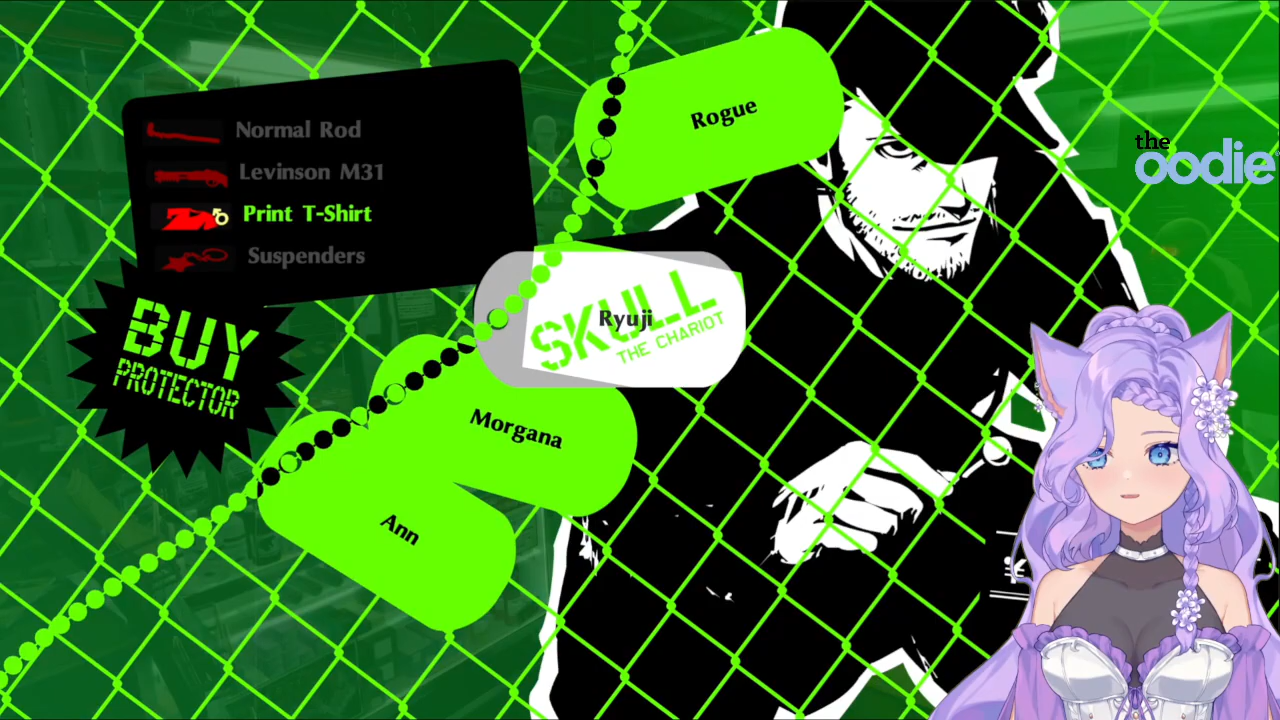 Normal Rod
Levinson M31
Print T-Shirt
Suspenders
BUY
PROTECTOR
Rogue
SKULL
THE CHARIOT
Ryuji
Morgana
Ann
the
oodie